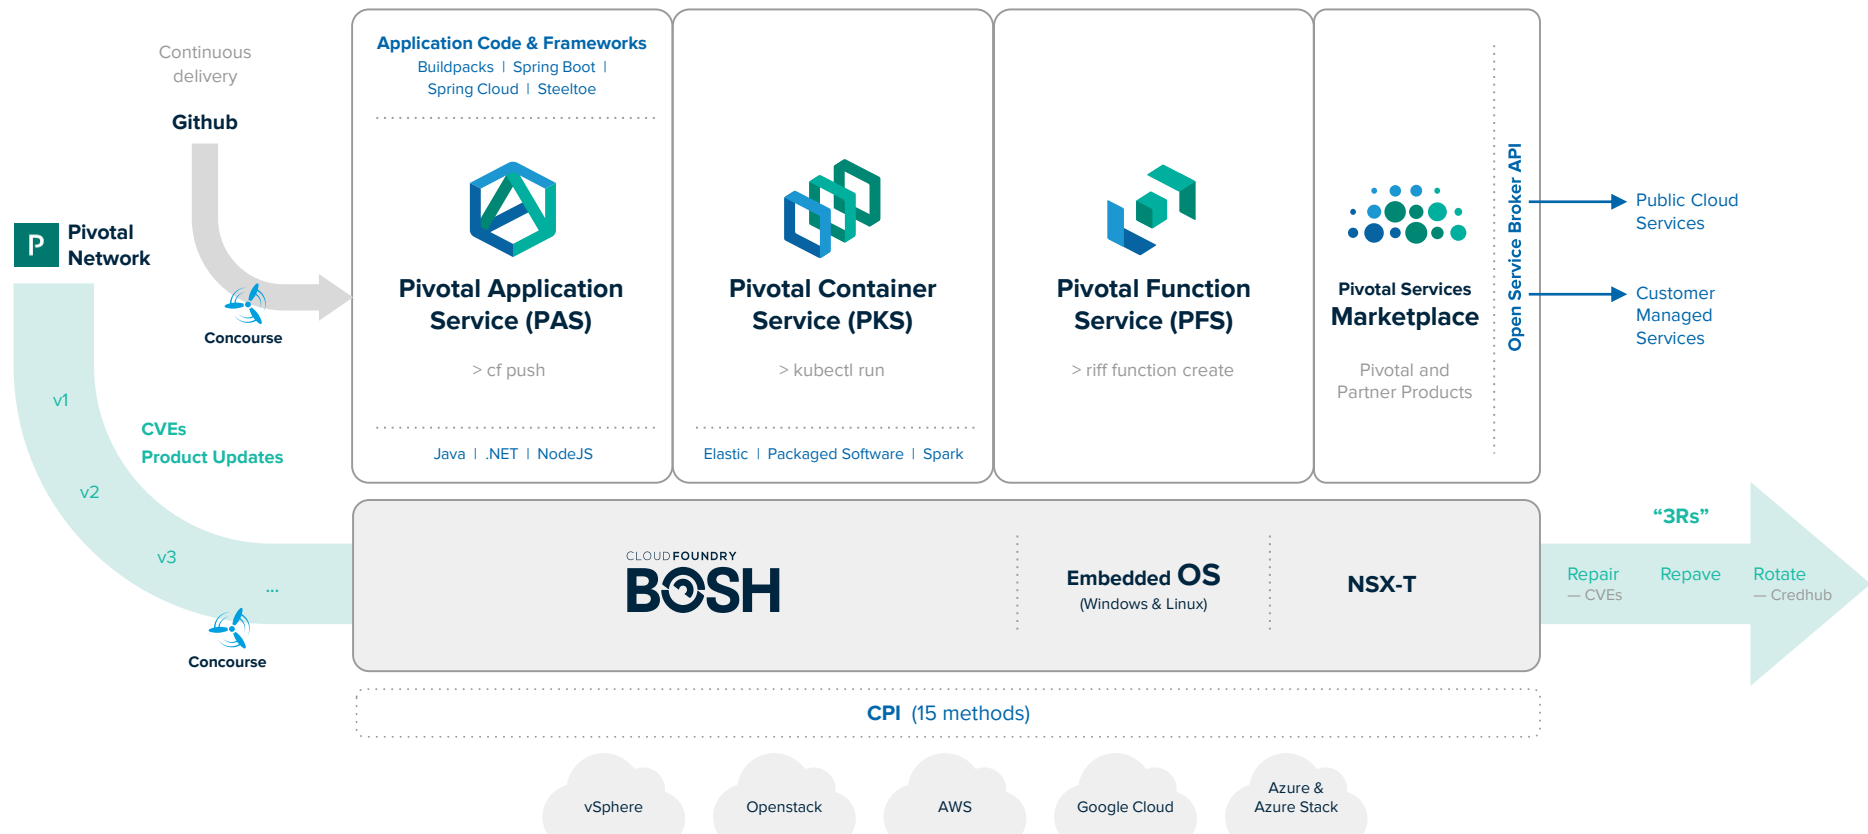 Continuous
delivery
Github
Concourse
P
Pivotal
Network
v1
v2
v3
...
CVEs
Product Updates
Concourse
Application Code & Frameworks
Buildpacks | Spring Boot |
Spring Cloud | Steeltoe
Pivotal Application
Service (PAS)
> cf push
Java | .NET | NodeJS
Pivotal Container
Service (PKS)
> kubectl run
Elastic | Packaged Software | Spark
Pivotal Function
Service (PFS)
> riff function create
Pivotal Services
Marketplace
Pivotal and
Partner Products
Open Service Broker API
Public Cloud
Services
Customer
Managed
Services
CLOUDFOUNDRY
BOSH
Embedded OS
(Windows & Linux)
NSX-T
“3Rs”
Repair
— CVEs
Repave
Rotate
— Credhub
CPI (15 methods)
vSphere
Openstack
AWS
Google Cloud
Azure &
Azure Stack